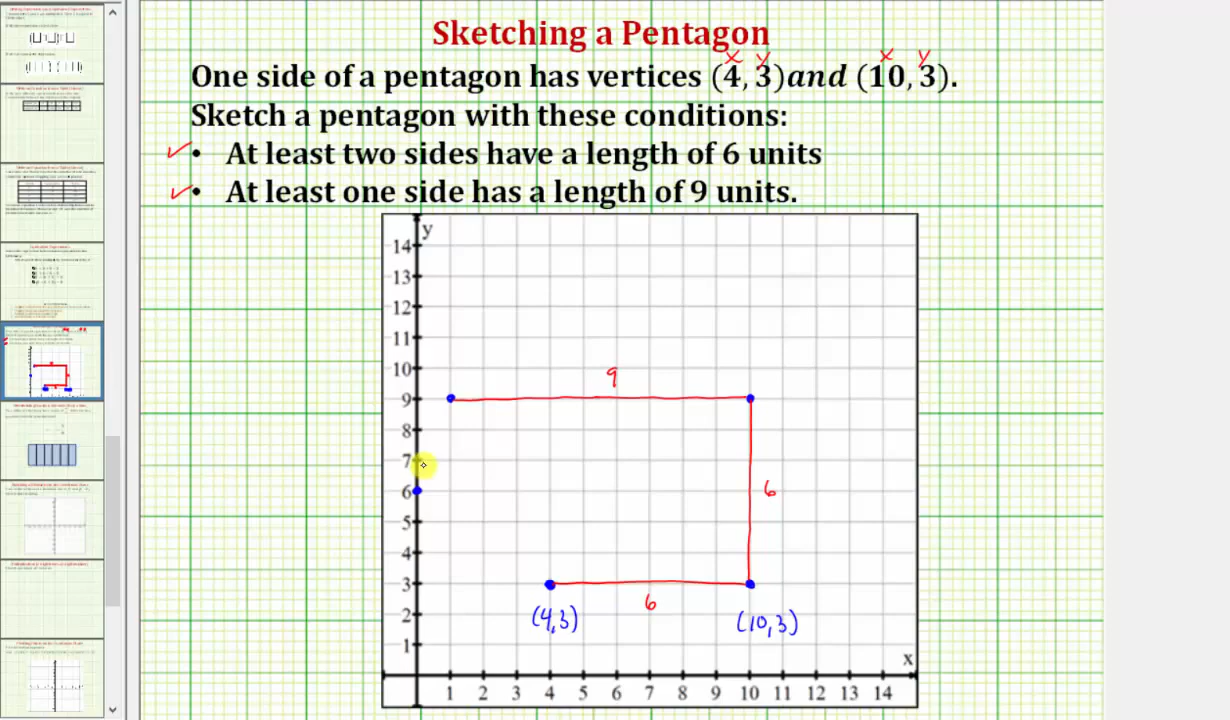 Sketching a Pentagon
x y x y
One side of a pentagon has vertices (4, 3) and (10, 3).
Sketch a pentagon with these conditions:
✓• At least two sides have a length of 6 units
✓• At least one side has a length of 9 units.
y
14
13
12
11
10
9
9
8
7
6
6
5
4
3
6
2
(4,3) (10,3)
1
x
1 2 3 4 5 6 7 8 9 10 11 12 13 14